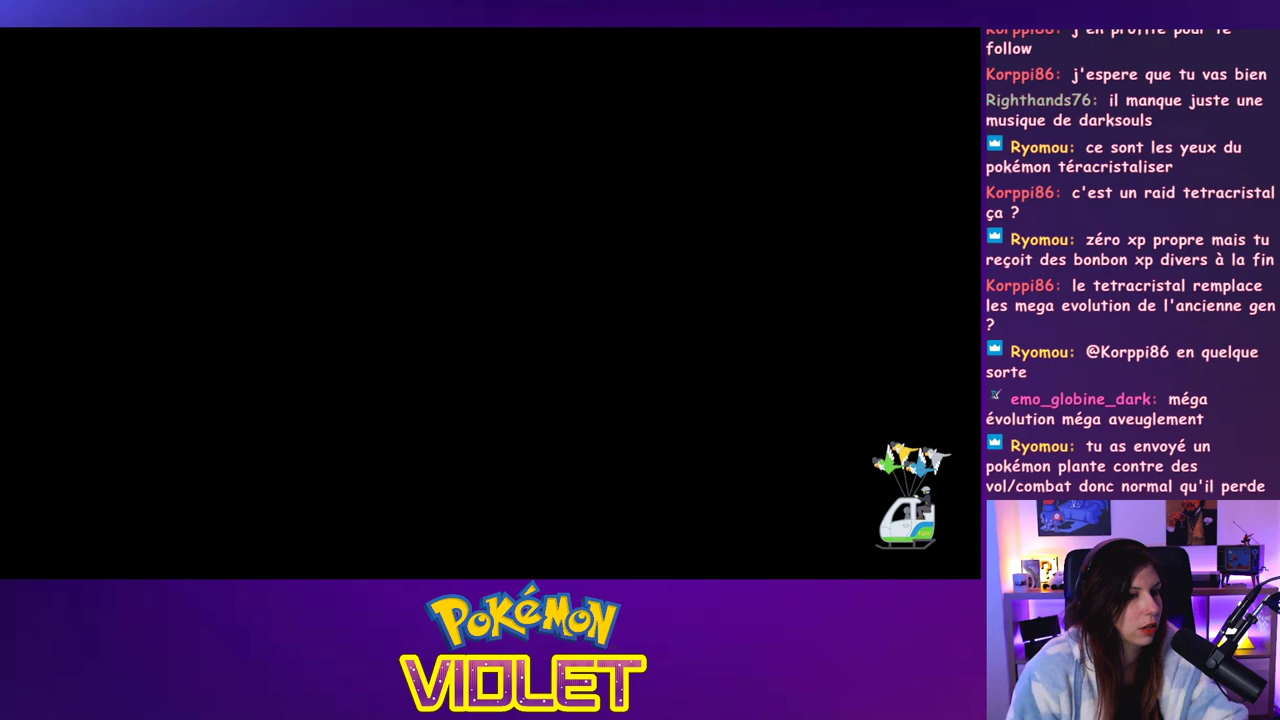 Korppi86: j'en profite pour te
follow
Korppi86: j'espere que tu vas bien
Righthands76: il manque juste une
musique de darksouls
Ryomou: ce sont les yeux du
pokémon téracristaliser
Korppi86: c'est un raid tetracristal
ça ?
Ryomou: zéro xp propre mais tu
reçoit des bonbon xp divers à la fin
Korppi86: le tetracristal remplace
les mega evolution de l'ancienne gen
?
Ryomou: @Korppi86 en quelque
sorte
emo_globine_dark: méga
évolution méga aveuglement
Ryomou: tu as envoyé un
pokémon plante contre des
vol/combat donc normal qu'il perde
POKéMON
VIOLET